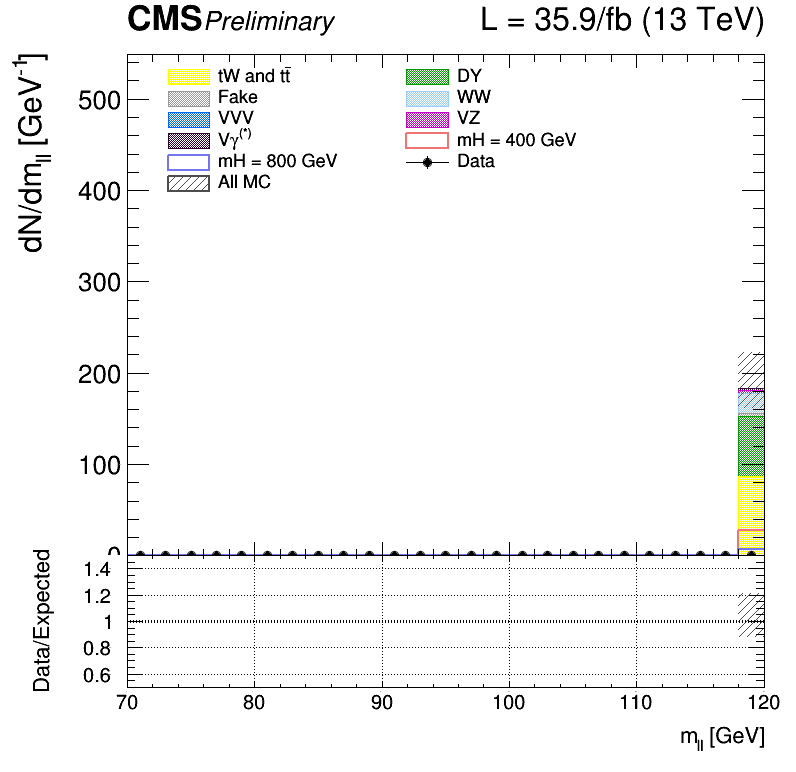 CMS Preliminary L = 35.9/fb (13 TeV)
dN/dm_ll [GeV⁻¹]
500
400
300
200
100
0
tW and tt̄
Fake
VVV
Vγ⁽*⁾
mH = 800 GeV
All MC
DY
WW
VZ
mH = 400 GeV
Data
Data/Expected
1.4
1.2
1
0.8
0.6
70 80 90 100 110 120
m_ll [GeV]